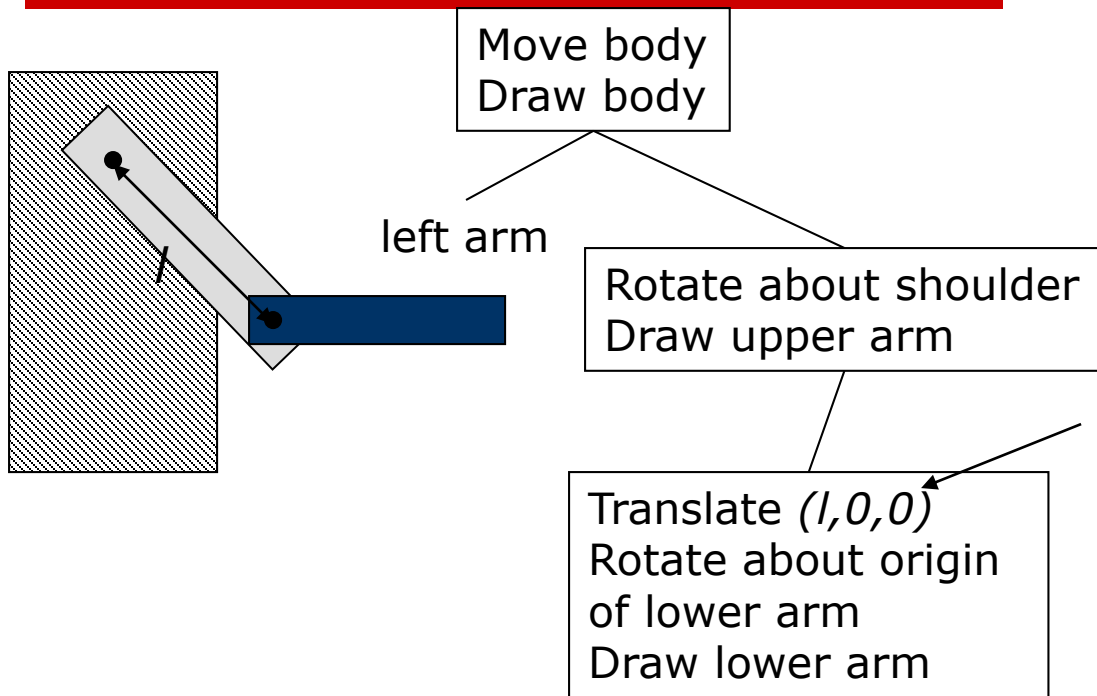 Move body
Draw body
l
left arm
Rotate about shoulder
Draw upper arm
Translate (l,0,0)
Rotate about origin
of lower arm
Draw lower arm